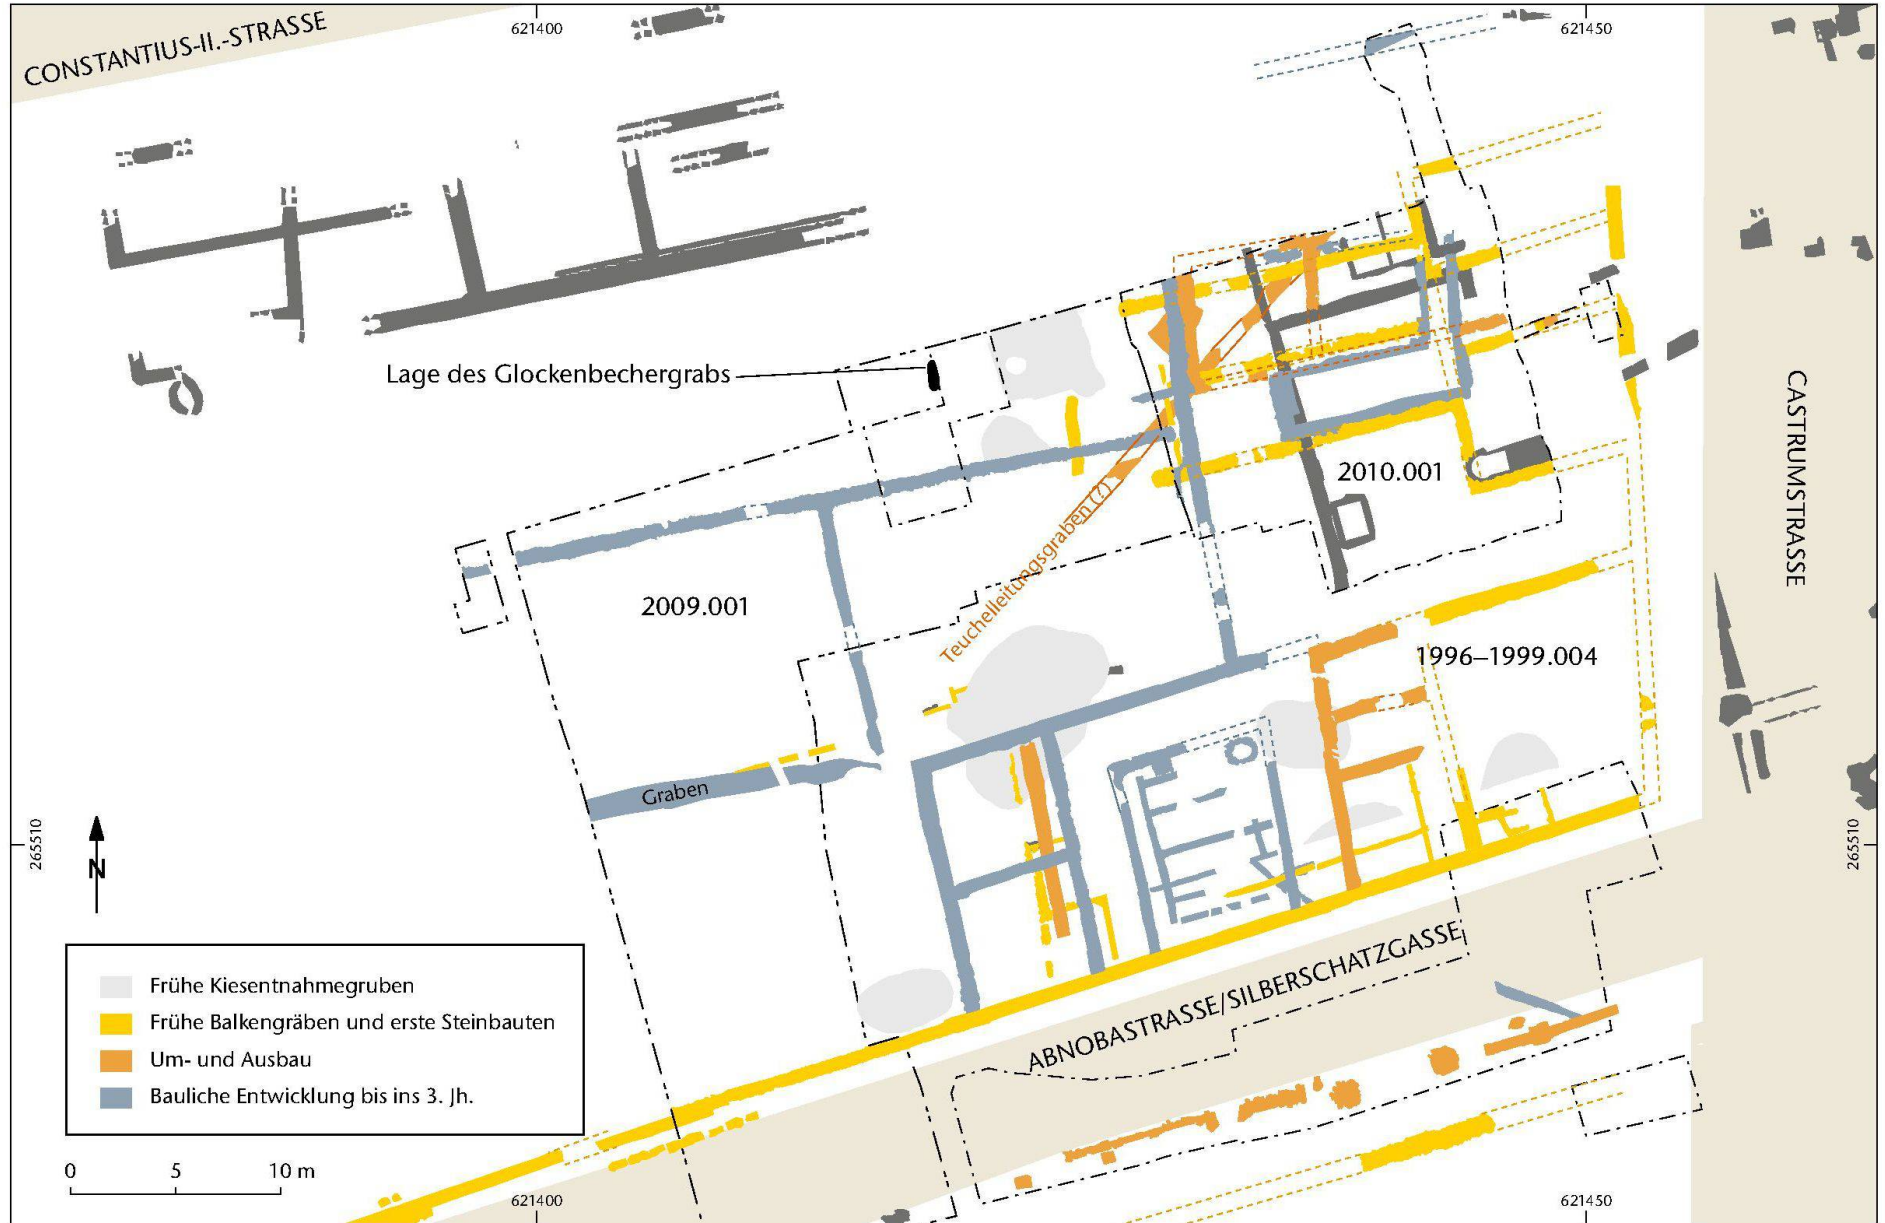 CONSTANTIUS-II.-STRASSE
621400
621450
Lage des Glockenbechergrabs
2010.001
CASTRUMSTRASSE
Teuchelleitungsgraben (?)
2009.001
1996–1999.004
Graben
265510
265510
N
ABNOBASTRASSE/SILBERSCHATZGASSE
Frühe Kiesentnahmegruben
Frühe Balkengräben und erste Steinbauten
Um- und Ausbau
Bauliche Entwicklung bis ins 3. Jh.
0 5 10 m
621400
621450